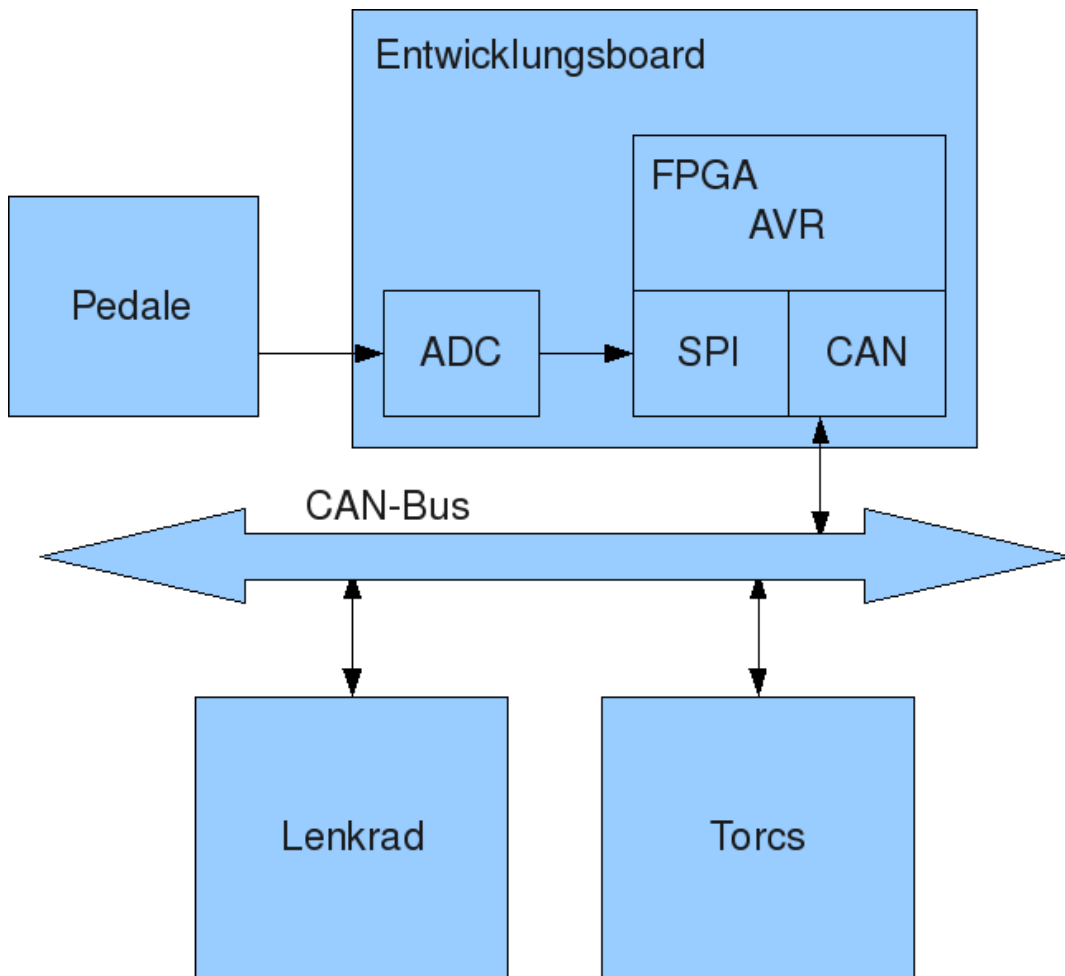 Entwicklungsboard
FPGA
AVR
Pedale
ADC
SPI
CAN
CAN-Bus
Lenkrad
Torcs